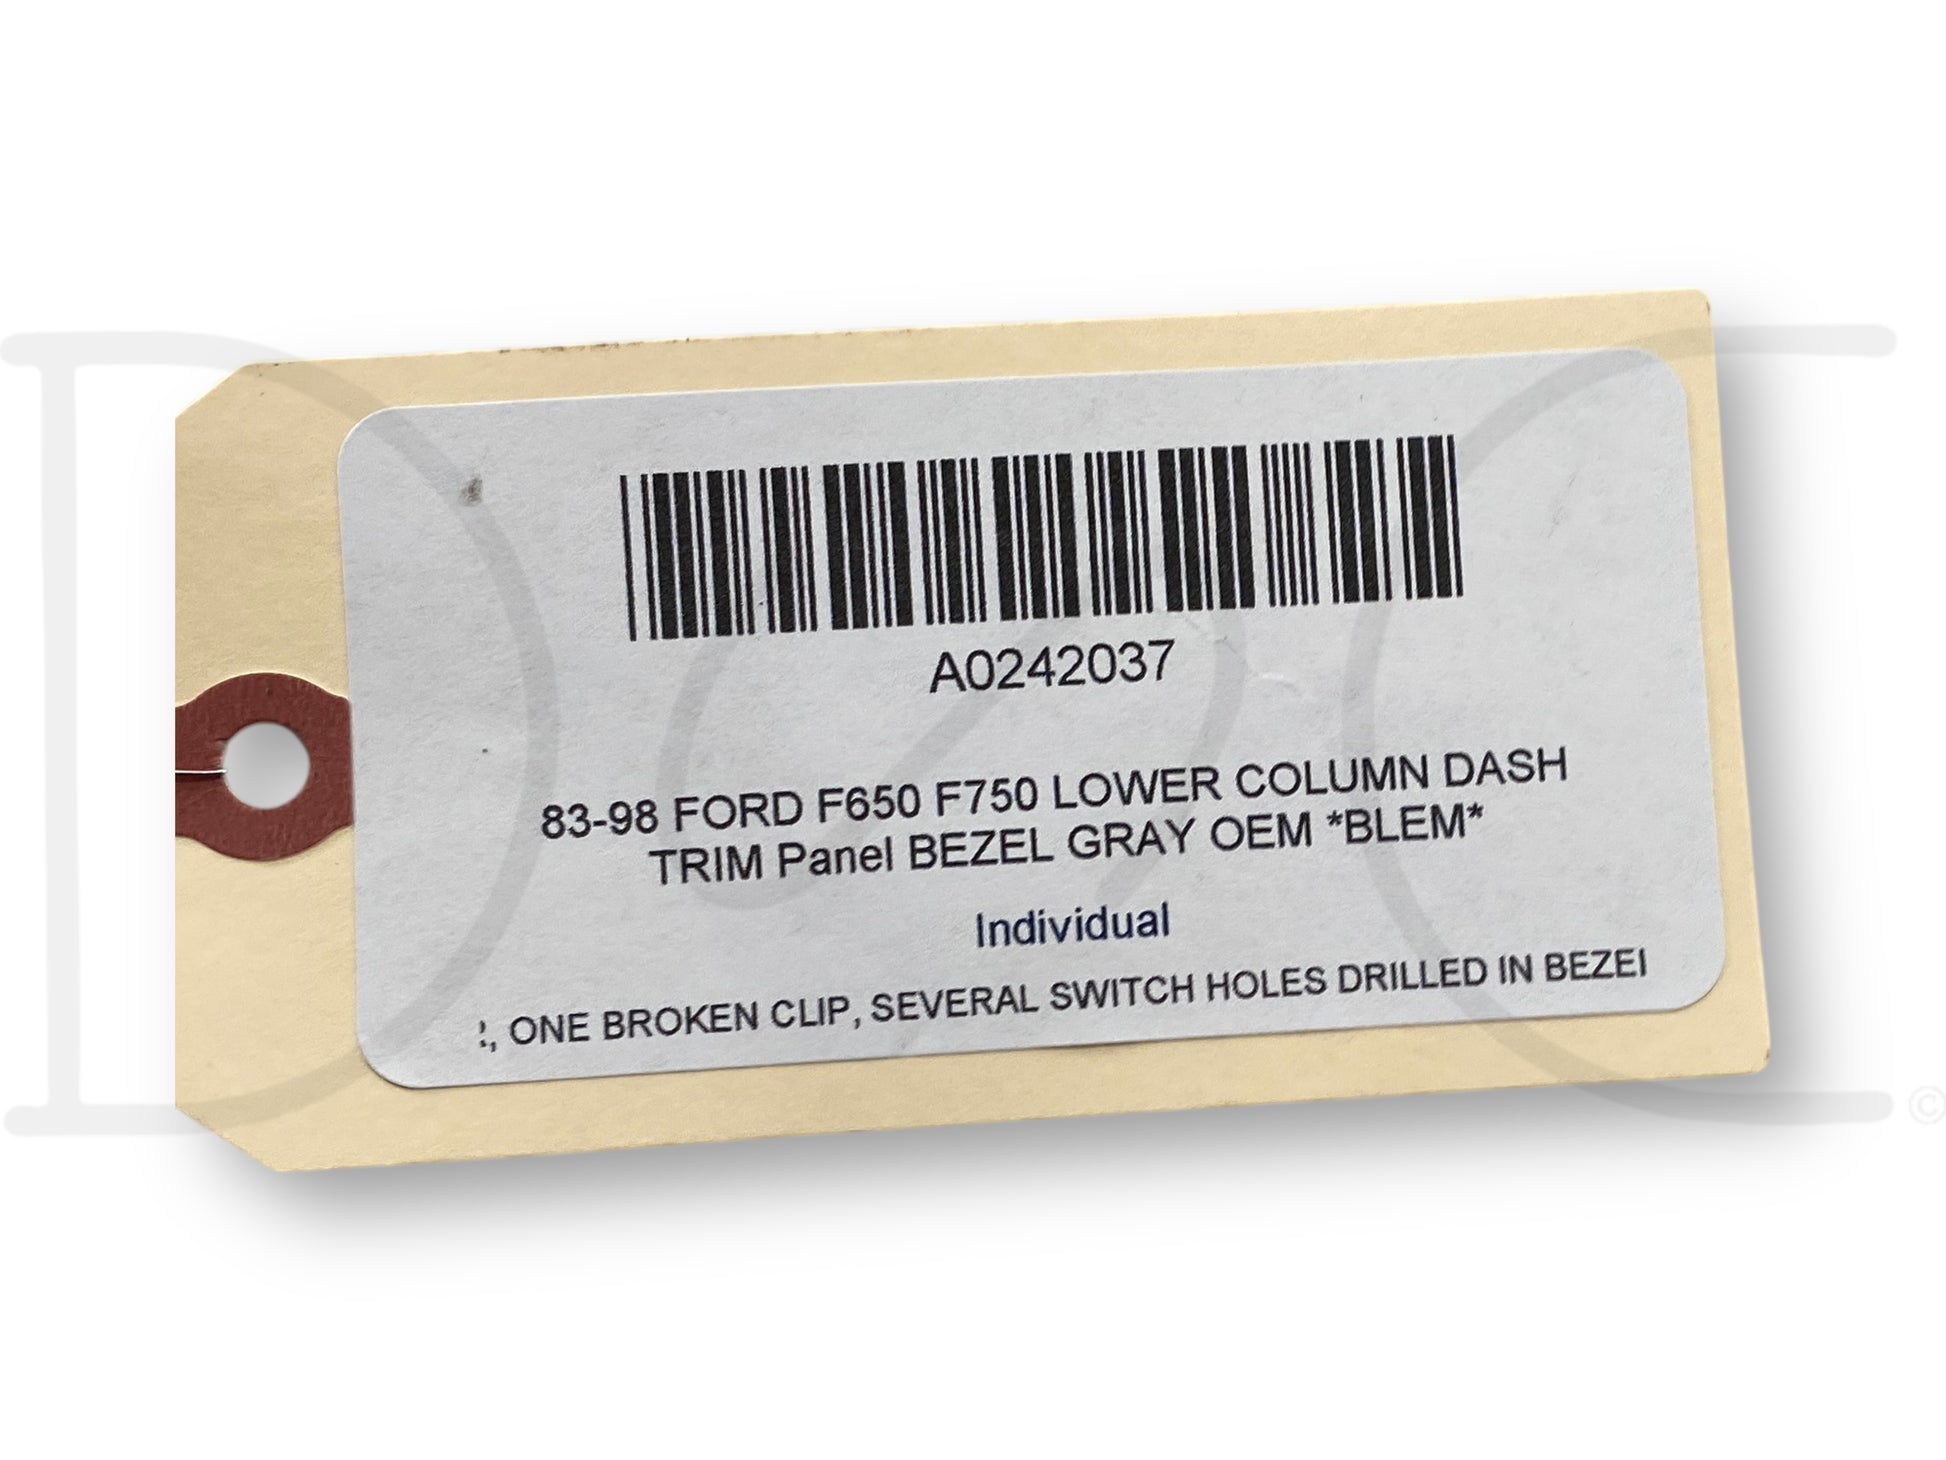 A0242037
83-98 FORD F650 F750 LOWER COLUMN DASH
TRIM Panel BEZEL GRAY OEM *BLEM*
Individual
, ONE BROKEN CLIP, SEVERAL SWITCH HOLES DRILLED IN
©